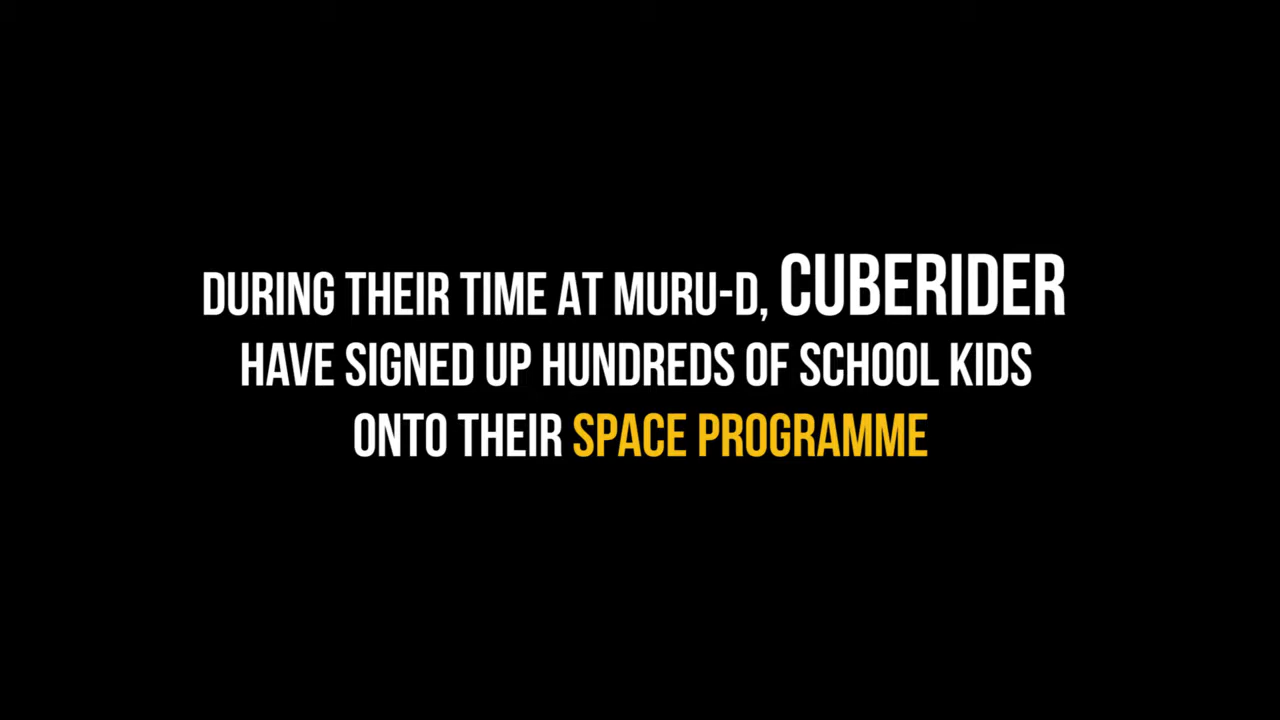 DURING THEIR TIME AT MURU-D, CUBERIDER
HAVE SIGNED UP HUNDREDS OF SCHOOL KIDS
ONTO THEIR SPACE PROGRAMME